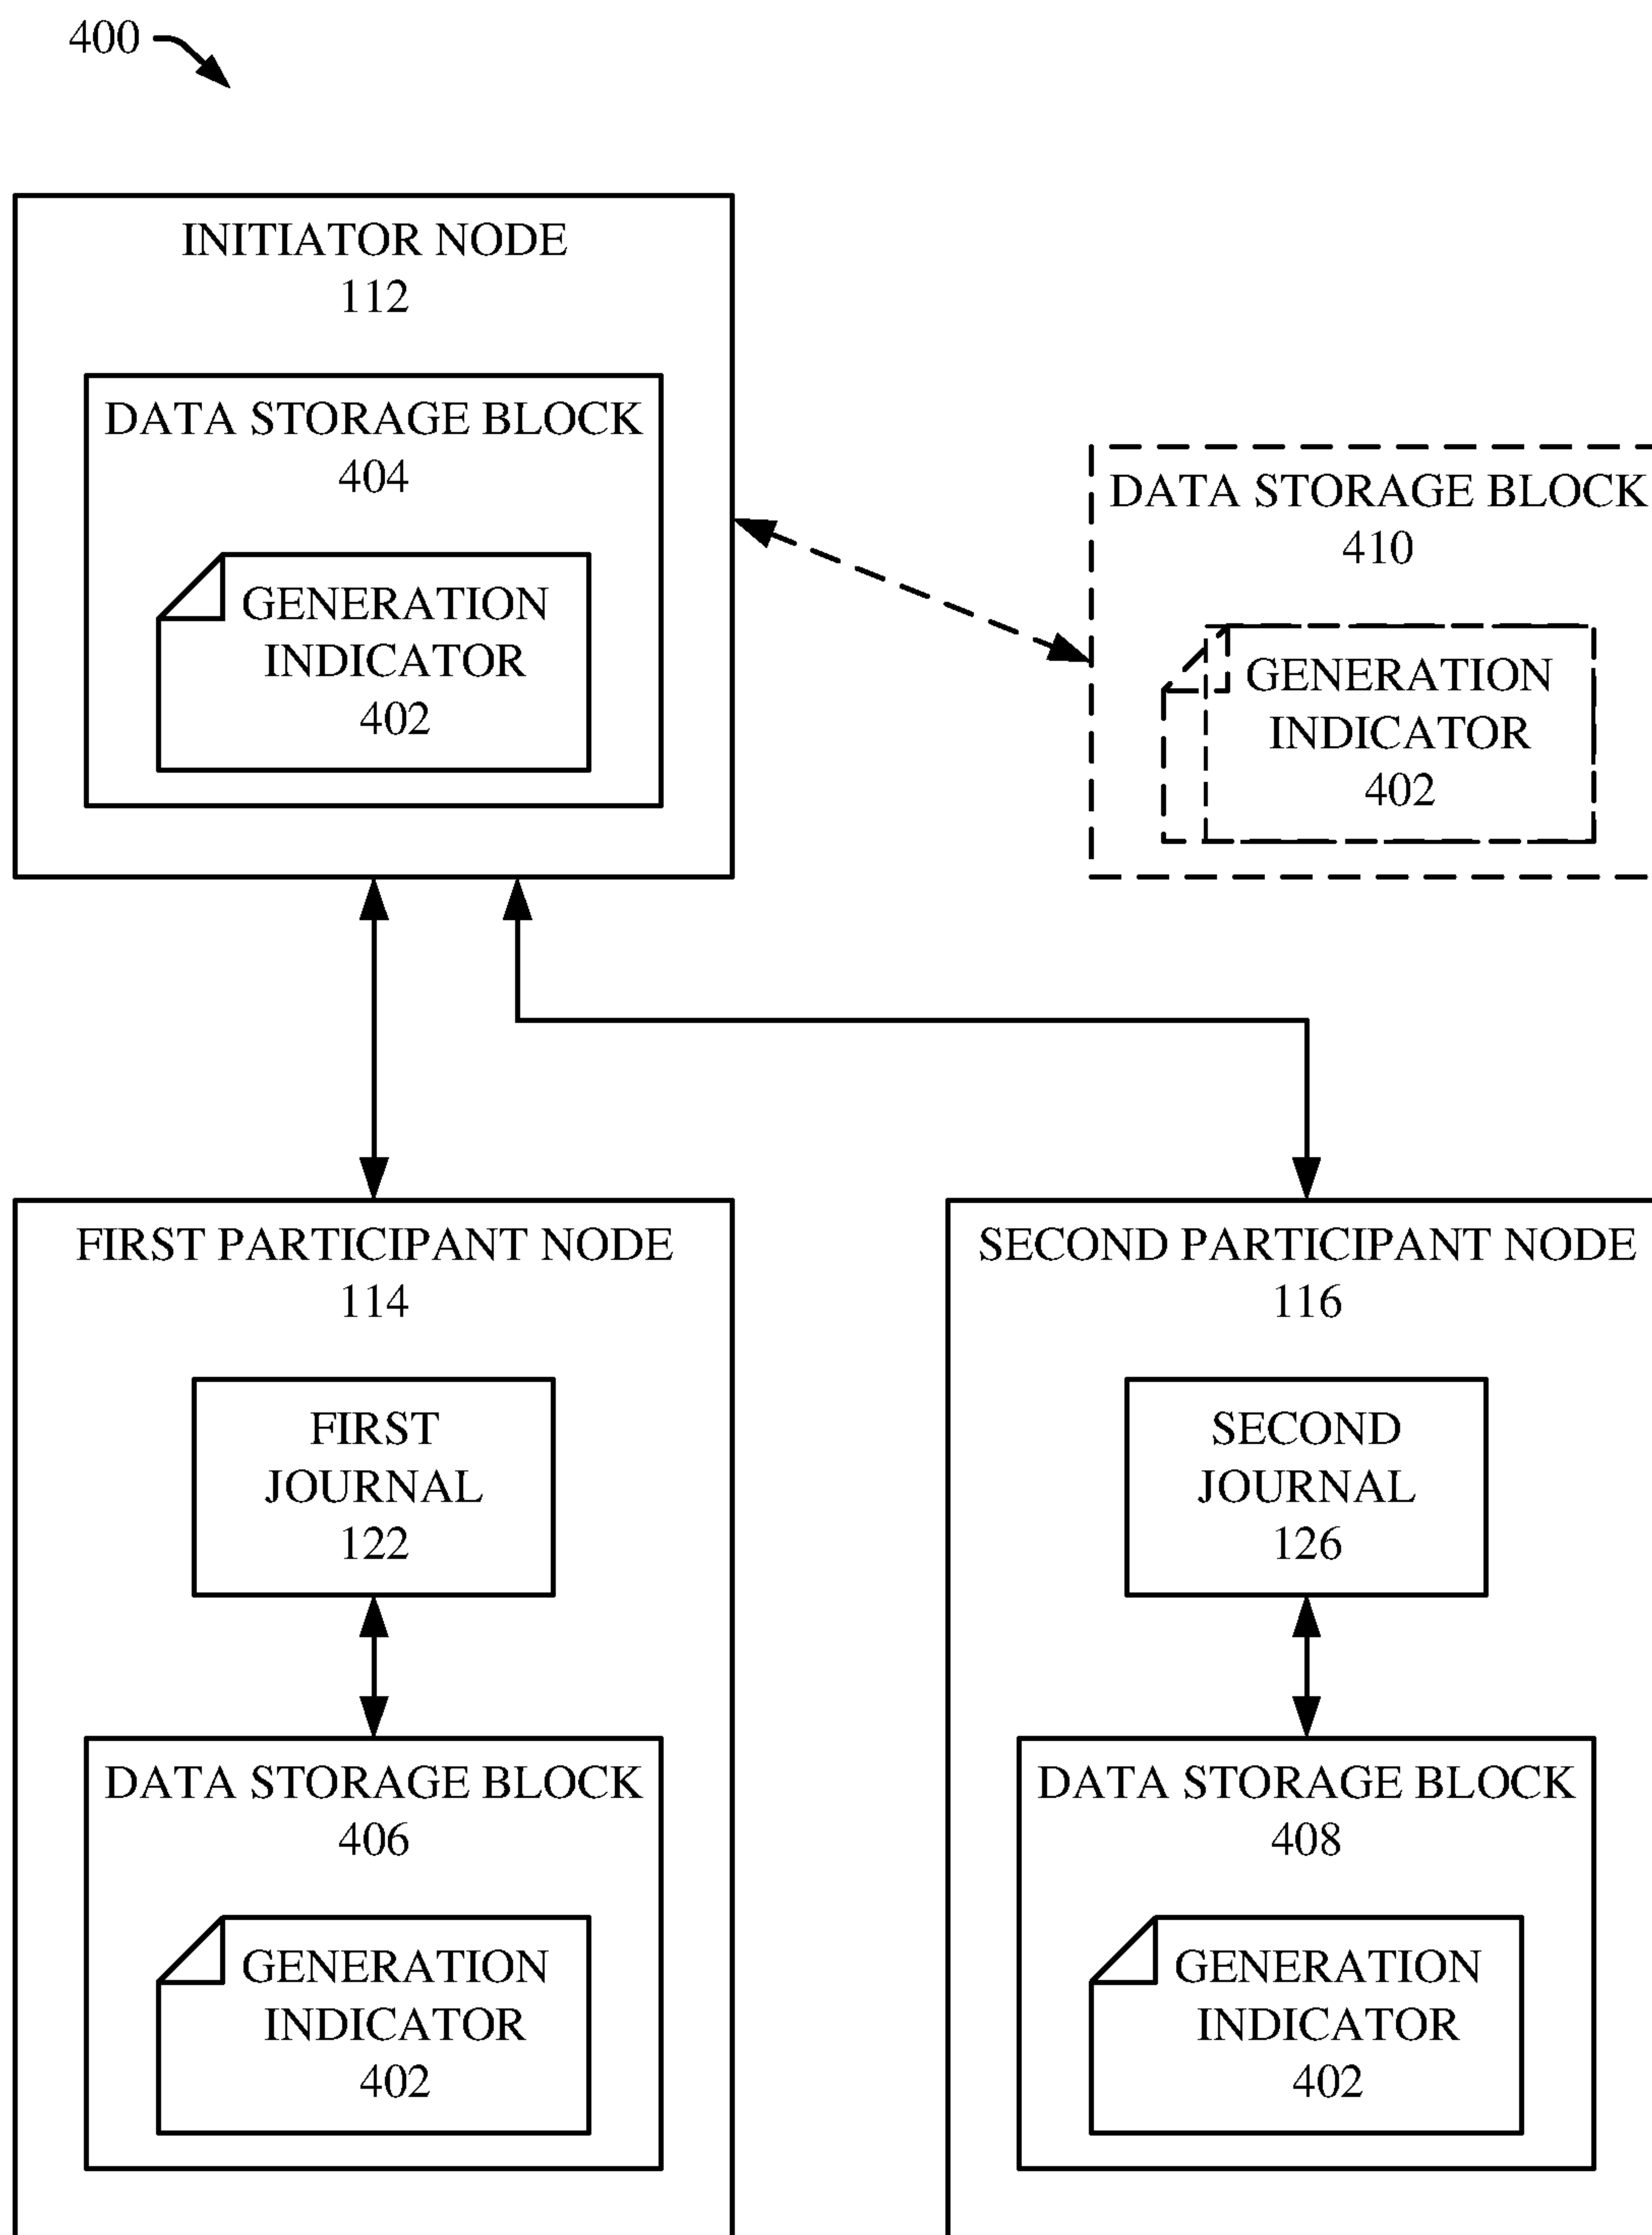 400
INITIATOR NODE
112
DATA STORAGE BLOCK
404
GENERATION
INDICATOR
402
DATA STORAGE BLOCK
410
GENERATION
INDICATOR
402
FIRST PARTICIPANT NODE
114
FIRST
JOURNAL
122
DATA STORAGE BLOCK
406
GENERATION
INDICATOR
402
SECOND PARTICIPANT NODE
116
SECOND
JOURNAL
126
DATA STORAGE BLOCK
408
GENERATION
INDICATOR
402